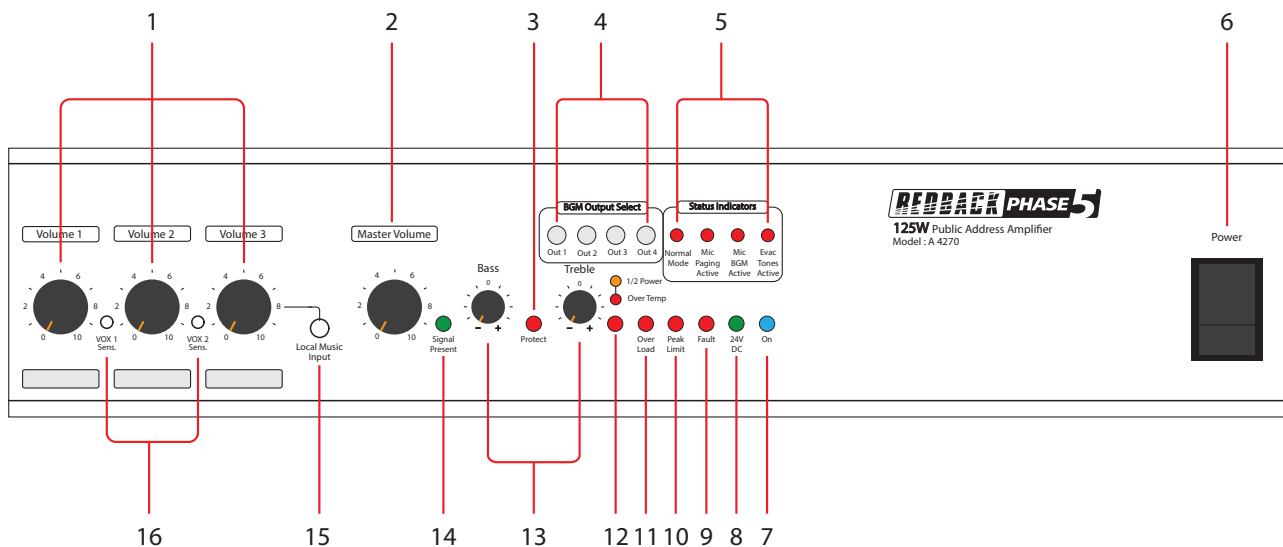 1 2 3 4 5 6
REDBACK PHASE 5
125W Public Address Amplifier
Model : A 4270
Power
BGM Output Select
Out 1 Out 2 Out 3 Out 4
Status Indicators
Normal Mode
Mic Paging Active
Mic BGM Active
Evac Tones Active
Volume 1
0 2 4 6 8 10
Volume 2
0 2 4 6 8 10
Volume 3
0 2 4 6 8 10
VOX 1 Sens.
VOX 2 Sens.
Local Music Input
Master Volume
0 2 4 6 8 10
Signal Present
Bass
0
– +
Protect
Treble
0
– +
1/2 Power
Over Temp
Over Load
Peak Limit
Fault
24V DC
On
16 15 14 13 12 11 10 9 8 7